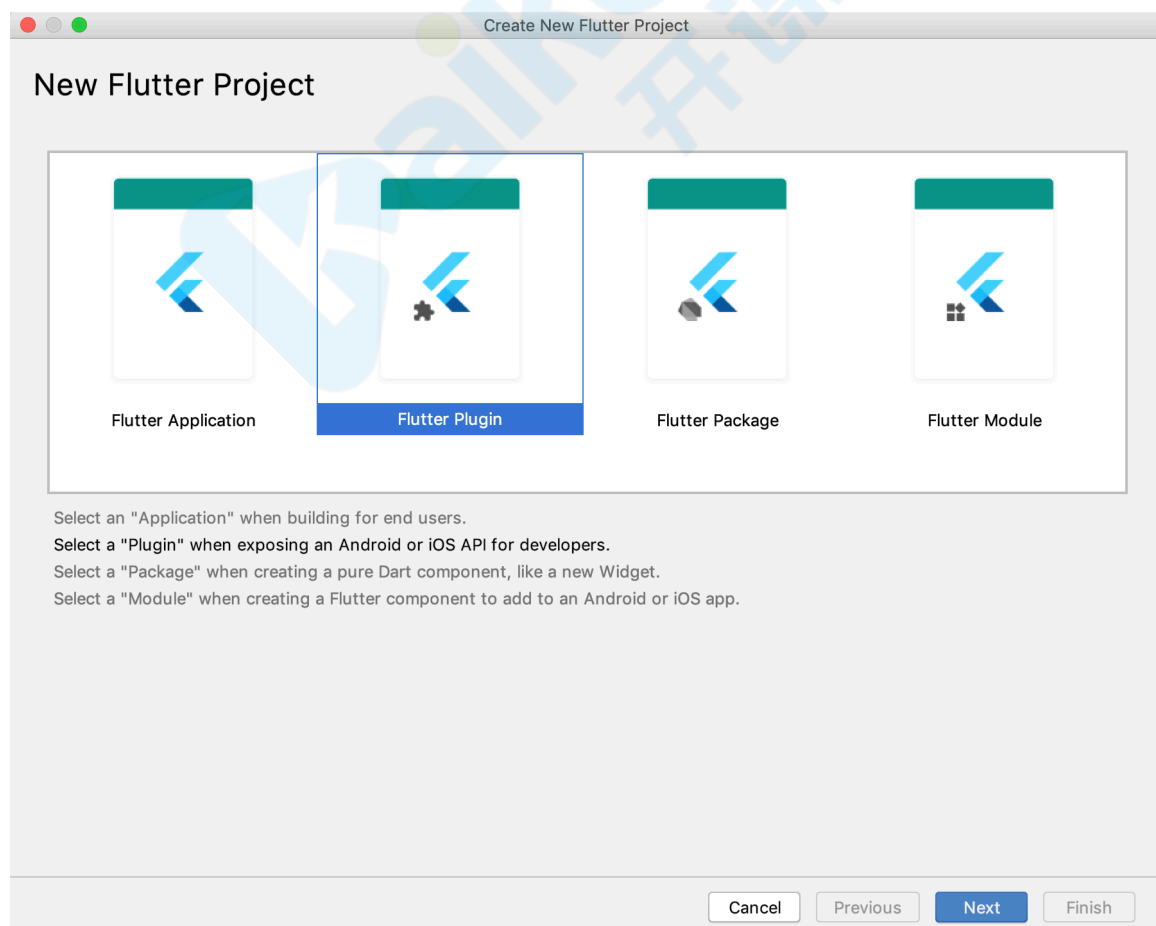 Create New Flutter Project
New Flutter Project
Flutter Application
Flutter Plugin
Flutter Package
Flutter Module
Select an "Application" when building for end users.
Select a "Plugin" when exposing an Android or iOS API for developers.
Select a "Package" when creating a pure Dart component, like a new Widget.
Select a "Module" when creating a Flutter component to add to an Android or iOS app.
Cancel
Previous
Next
Finish